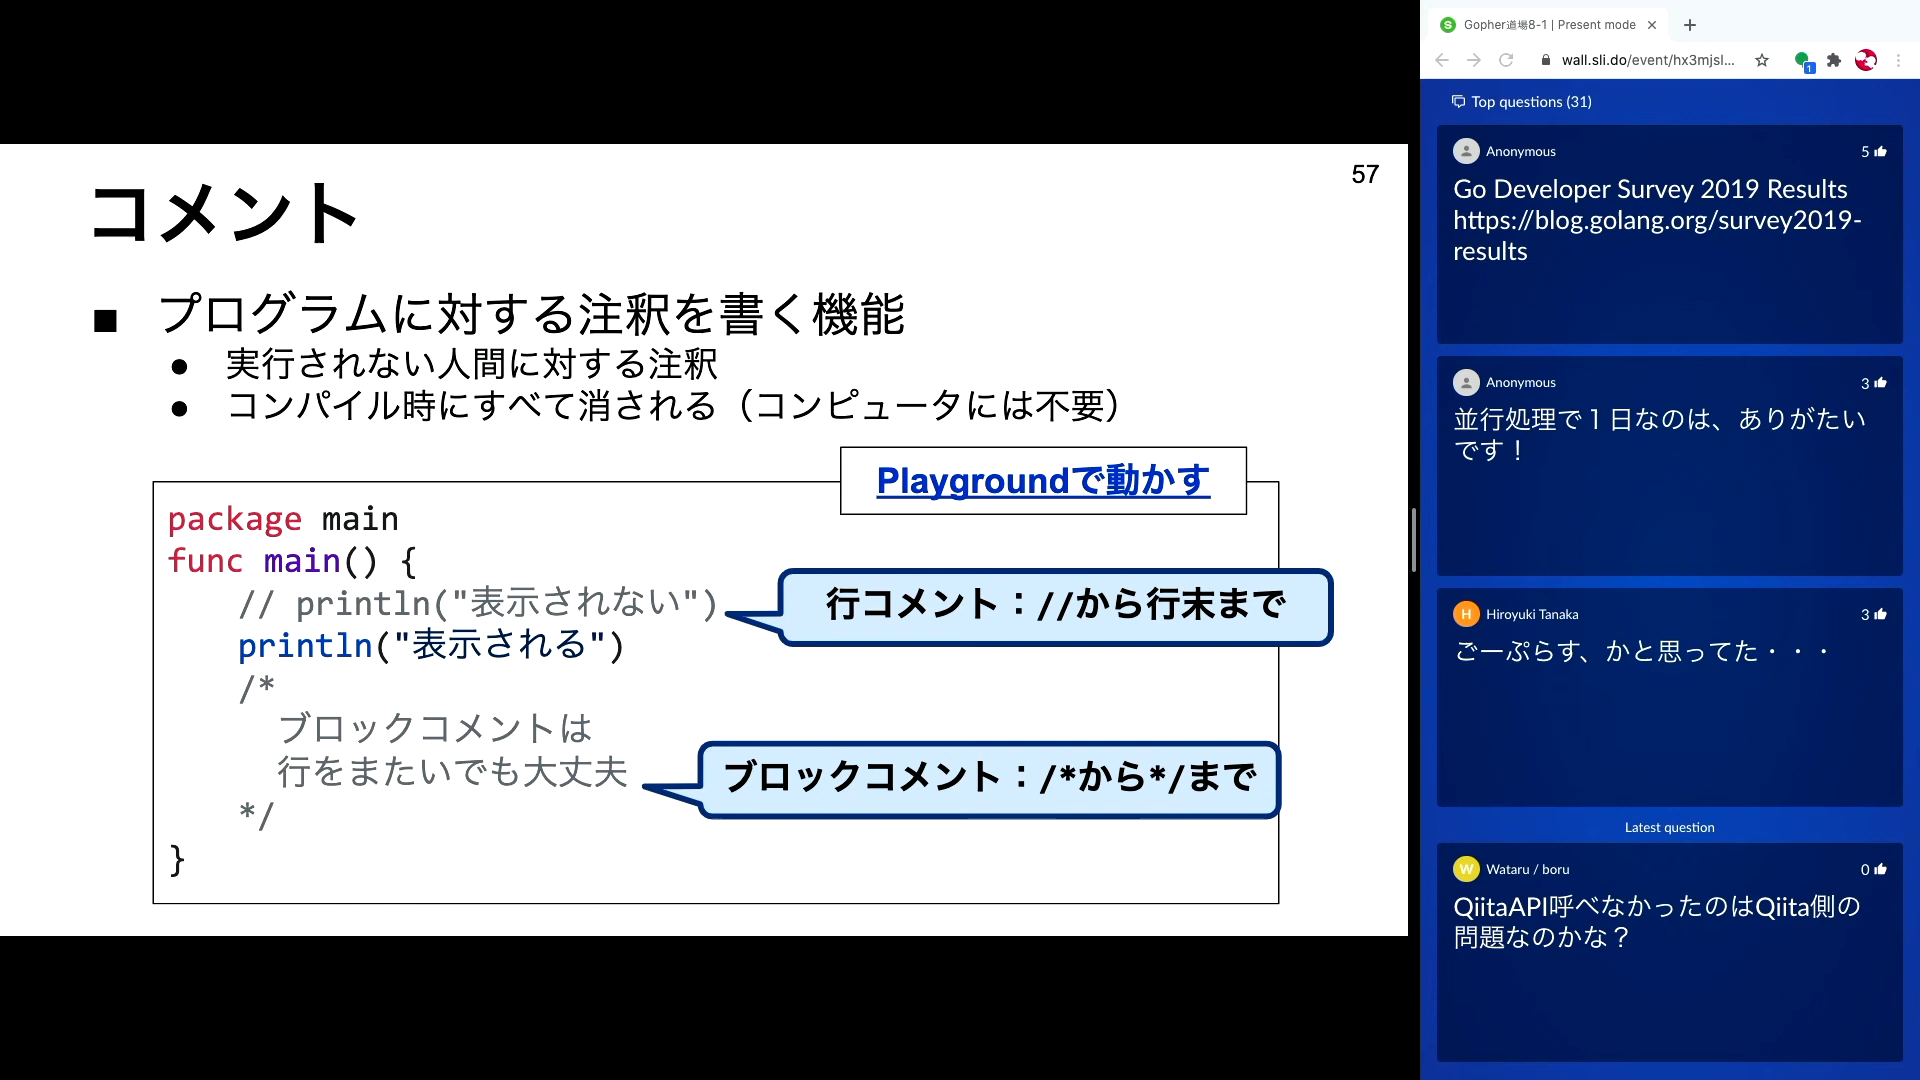 57
コメント
■ プログラムに対する注釈を書く機能
● 実行されない人間に対する注釈
● コンパイル時にすべて消される（コンピュータには不要）
Playgroundで動かす
package main
func main() {
// println("表示されない")
行コメント：//から行末まで
println("表示される")
/*
ブロックコメントは
行をまたいでも大丈夫
ブロックコメント：/*から*/まで
*/
}
Gopher道場8-1 | Present mode
wall.sli.do/event/hx3mjsl...
1
Top questions (31)
Anonymous
5
Go Developer Survey 2019 Results
https://blog.golang.org/survey2019-
results
Anonymous
3
並行処理で１日なのは、ありがたい
です！
H
Hiroyuki Tanaka
3
ごーぷらす、かと思ってた・・・
Latest question
W
Wataru / boru
0
QiitaAPI呼べなかったのはQiita側の
問題なのかな？